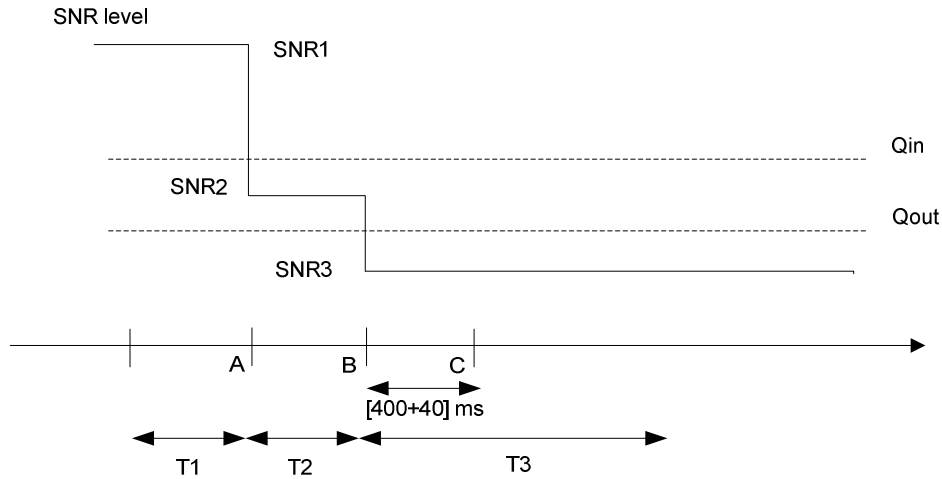 SNR level
SNR1
Qin
SNR2
Qout
SNR3
A
B
C
[400+40] ms
T1
T2
T3